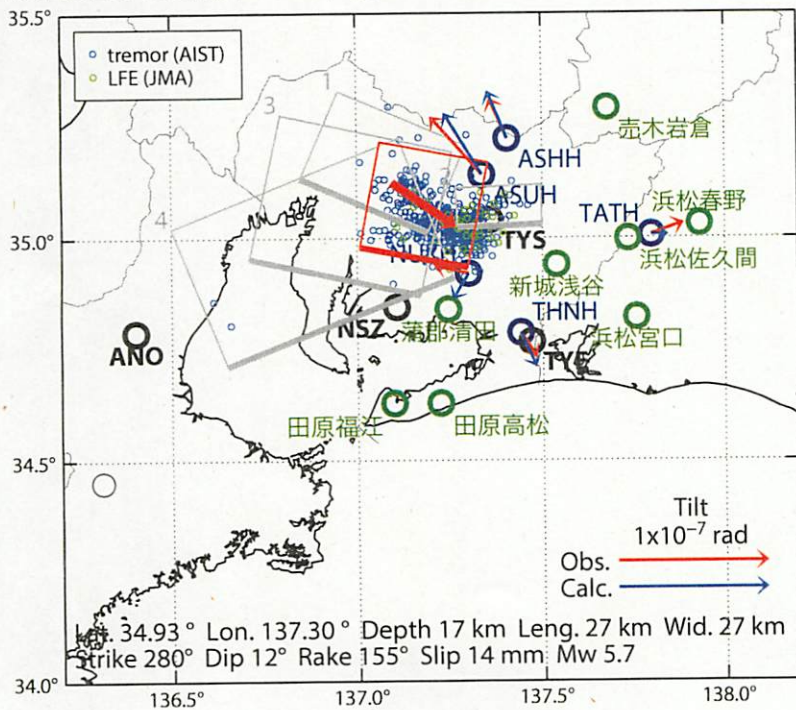 35.5°
tremor (AIST)
LFE (JMA)
1
3
4
売木岩倉
ASHH
ASUH
TATH
浜松春野
35.0°
TYS
浜松佐久間
新城浅谷
THNH
NSZ
蒲郡清田
浜松宮口
ANO
田原福江
田原高松
34.5°
Tilt
1x10⁻⁷ rad
Obs.
Calc.
Lat. 34.93 ° Lon. 137.30 ° Depth 17 km Leng. 27 km Wid. 27 km
Strike 280° Dip 12° Rake 155° Slip 14 mm Mw 5.7
34.0°
136.5° 137.0° 137.5° 138.0°